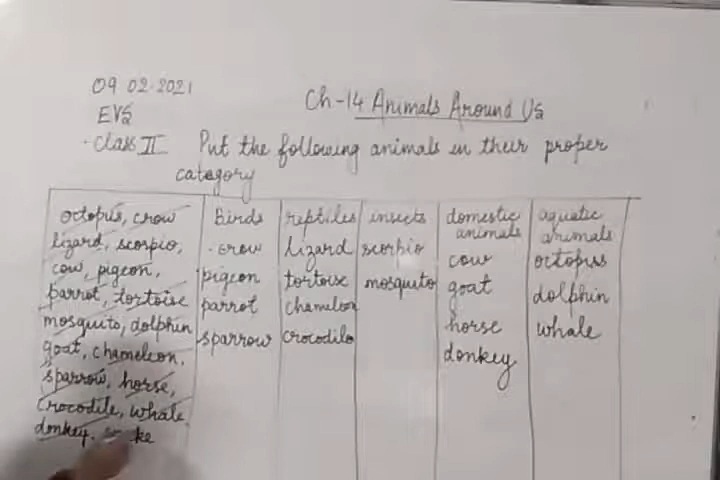 09.02.2021
Ch-14 Animals Around Us
EVS
Class II Put the following animals in their proper
category
octopus, crow
lizard, scorpio,
cow, pigeon,
parrot, tortoise
mosquito, dolphin
goat, chameleon,
sparrow, horse,
crocodile, whale
donkey.
birds
crow
pigeon
parrot
sparrow
reptiles
lizard
tortoise
chameleon
crocodile
insects
scorpio
mosquito
domestic
animals
cow
goat
horse
donkey
aquatic
animals
octopus
dolphin
whale